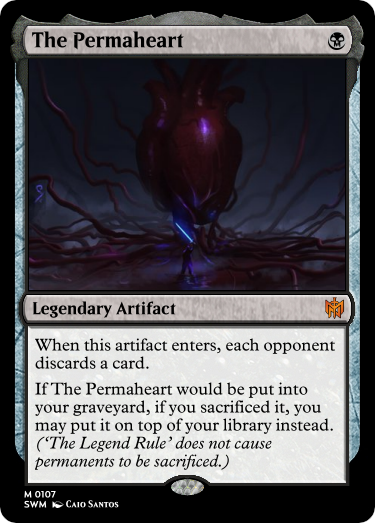 The Permaheart
Legendary Artifact
When this artifact enters, each opponent
discards a card.
If The Permaheart would be put into
your graveyard, if you sacrificed it, you
may put it on top of your library instead.
(‘The Legend Rule’ does not cause
permanents to be sacrificed.)
M 0107
SWM Caio Santos